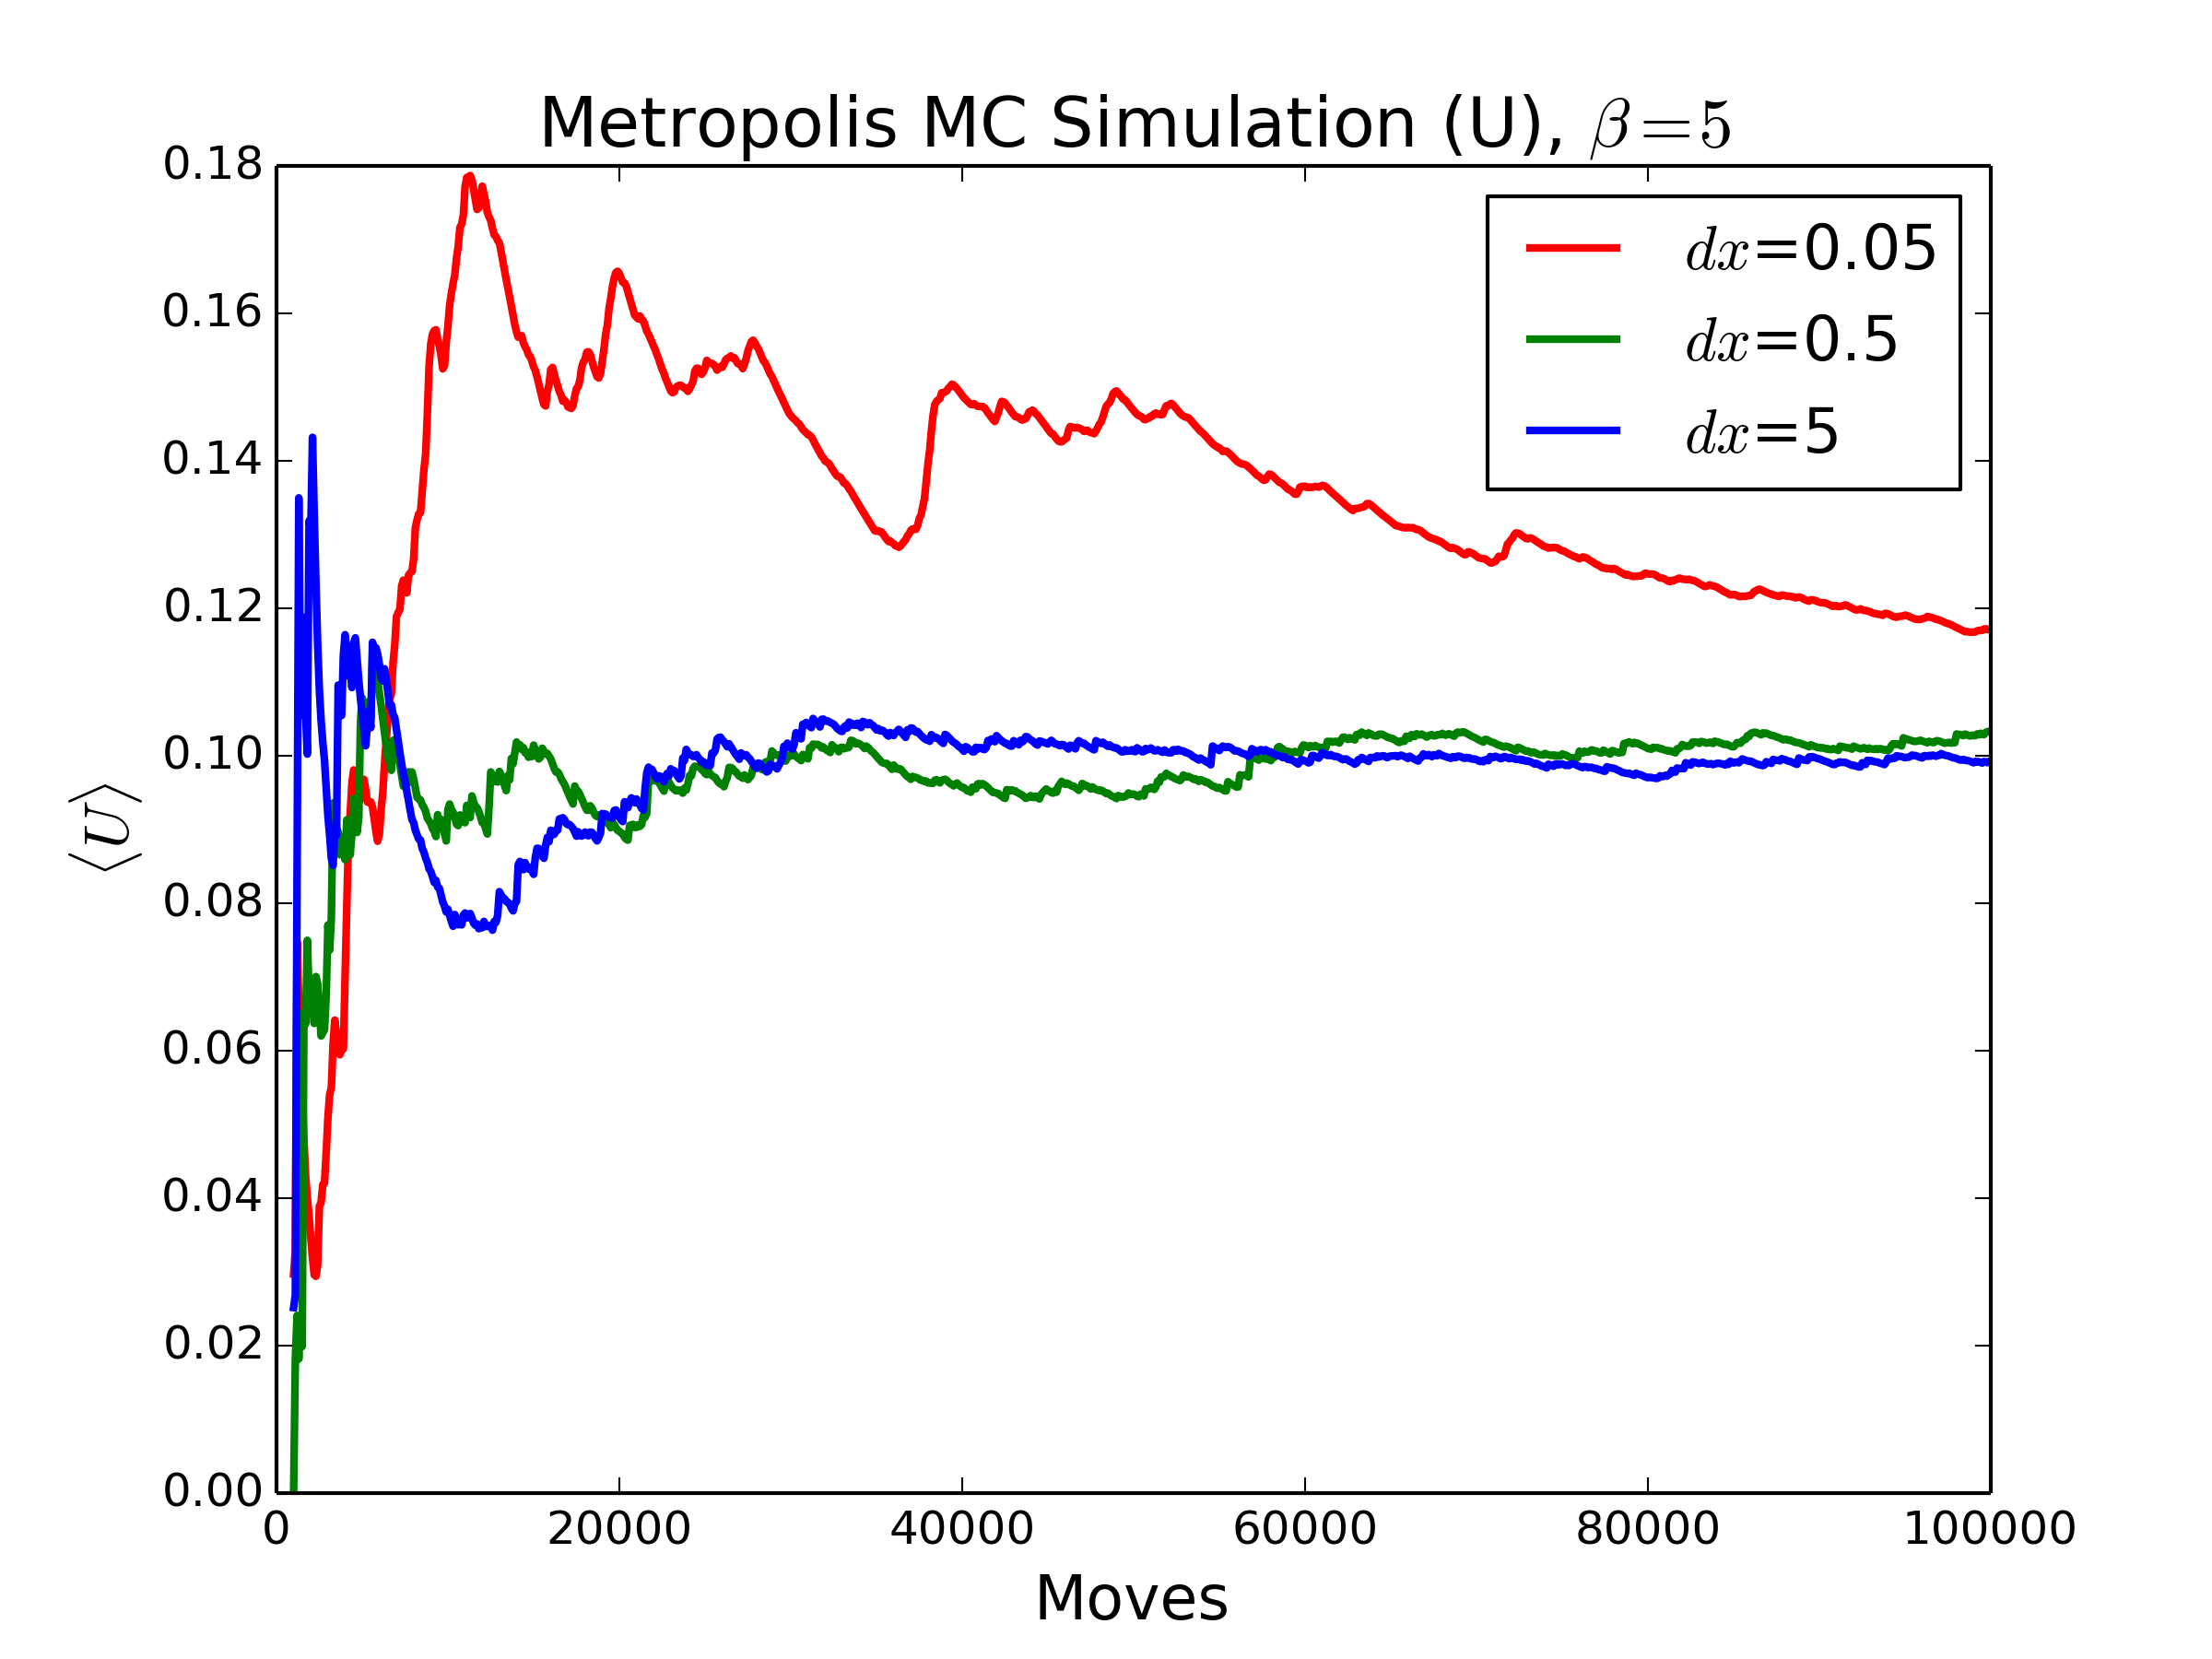 Metropolis MC Simulation (U), β=5
dx=0.05
dx=0.5
dx=5
0.18
0.16
0.14
0.12
0.10
0.08
0.06
0.04
0.02
0.00
⟨U⟩
0 20000 40000 60000 80000 100000
Moves